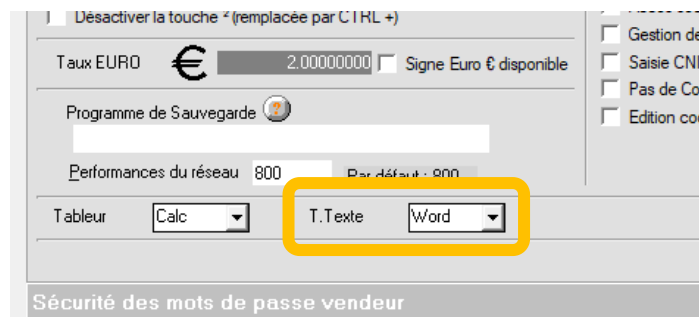 Désactiver la touche ² (remplacée par CTRL +)
Gestion de
Taux EURO € 2.00000000 Signe Euro € disponible
Saisie CNI
Pas de Co
Programme de Sauvegarde ?
Edition co
Performances du réseau 800 Par défaut : 800
Tableur Calc T.Texte Word
Sécurité des mots de passe vendeur